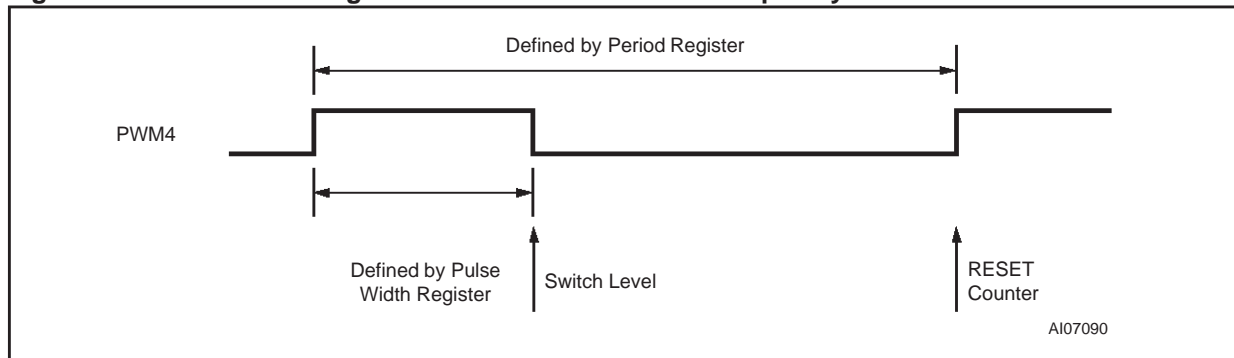 Defined by Period Register
PWM4
Defined by Pulse
Width Register
Switch Level
RESET
Counter
AI07090